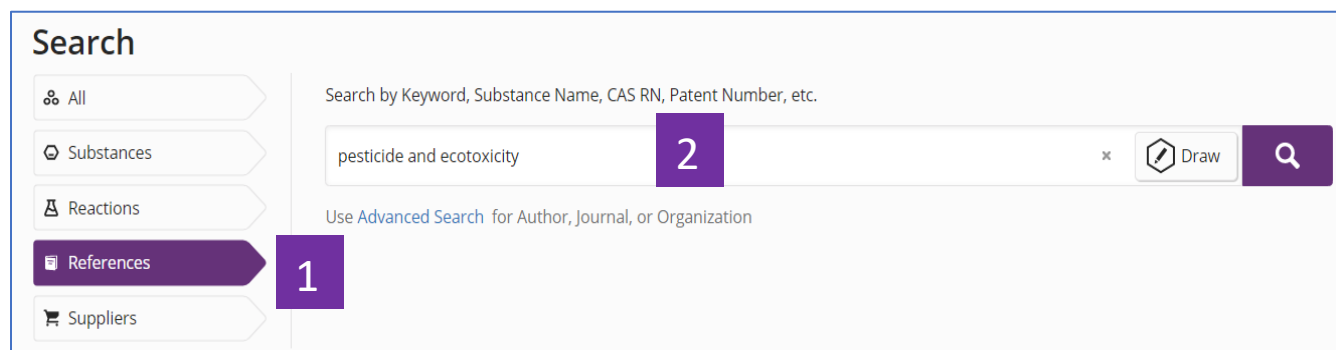 Search
All
Search by Keyword, Substance Name, CAS RN, Patent Number, etc.
Substances
pesticide and ecotoxicity
2
×
Draw
Reactions
Use Advanced Search for Author, Journal, or Organization
References
1
Suppliers